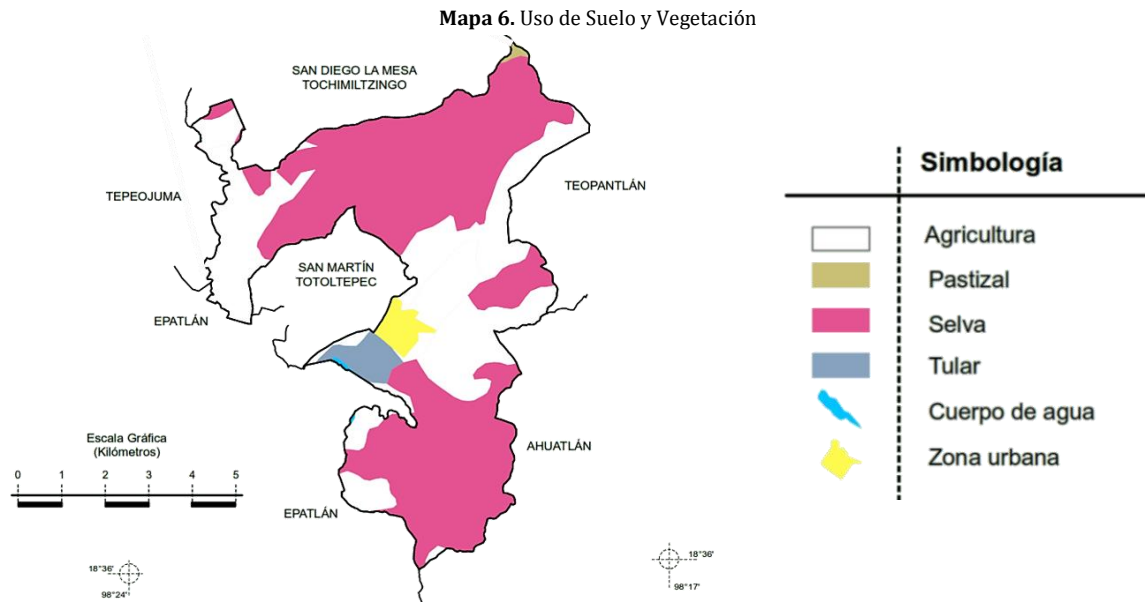 Mapa 6. Uso de Suelo y Vegetación
SAN DIEGO LA MESA
TOCHIMILTZINGO
TEPEOJUMA
TEOPANTLÁN
SAN MARTÍN
TOTOLTEPEC
EPATLÁN
AHUATLÁN
EPATLÁN
Escala Gráfica
(Kilómetros)
0 1 2 3 4 5
18°36'
98°24'
18°36'
98°17'
Simbología
Agricultura
Pastizal
Selva
Tular
Cuerpo de agua
Zona urbana